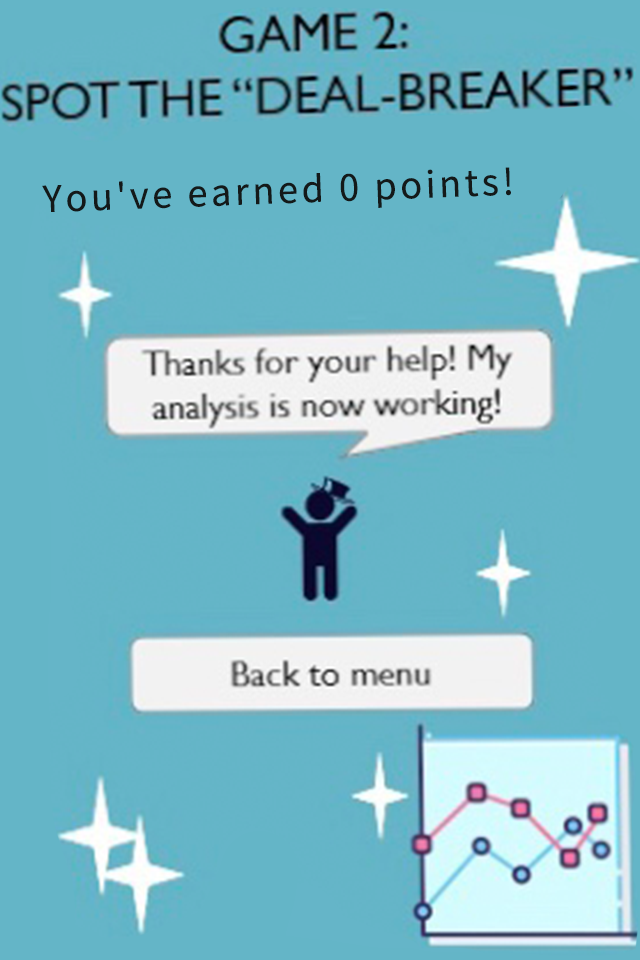 GAME 2:
SPOT THE “DEAL-BREAKER”
You've earned 0 points!
Thanks for your help! My
analysis is now working!
Back to menu